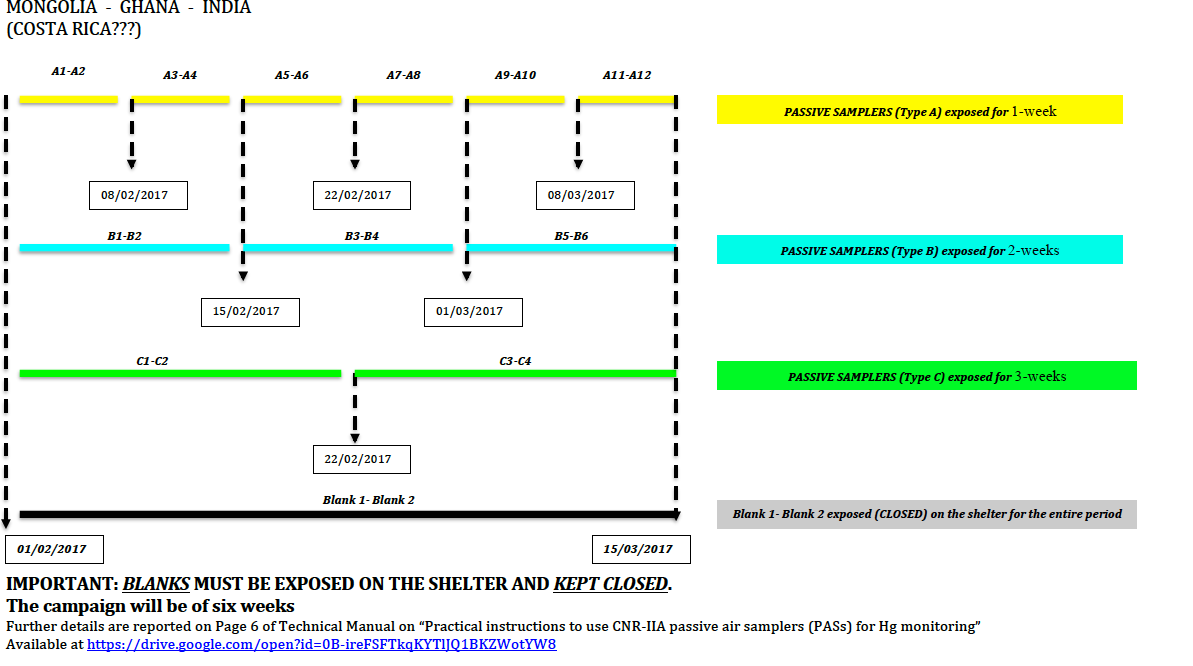 MONGOLIA - GHANA - INDIA
(COSTA RICA???)
A1-A2
A3-A4
A5-A6
A7-A8
A9-A10
A11-A12
PASSIVE SAMPLERS (Type A) exposed for 1-week
08/02/2017
22/02/2017
08/03/2017
B1-B2
B3-B4
B5-B6
PASSIVE SAMPLERS (Type B) exposed for 2-weeks
15/02/2017
01/03/2017
C1-C2
C3-C4
PASSIVE SAMPLERS (Type C) exposed for 3-weeks
22/02/2017
Blank 1- Blank 2
Blank 1- Blank 2 exposed (CLOSED) on the shelter for the entire period
01/02/2017
15/03/2017
IMPORTANT: BLANKS MUST BE EXPOSED ON THE SHELTER AND KEPT CLOSED.
The campaign will be of six weeks
Further details are reported on Page 6 of Technical Manual on “Practical instructions to use CNR-IIA passive air samplers (PASs) for Hg monitoring”
Available at https://drive.google.com/open?id=0B-ireFSFTkqKYTlJQ1BKZWotYW8